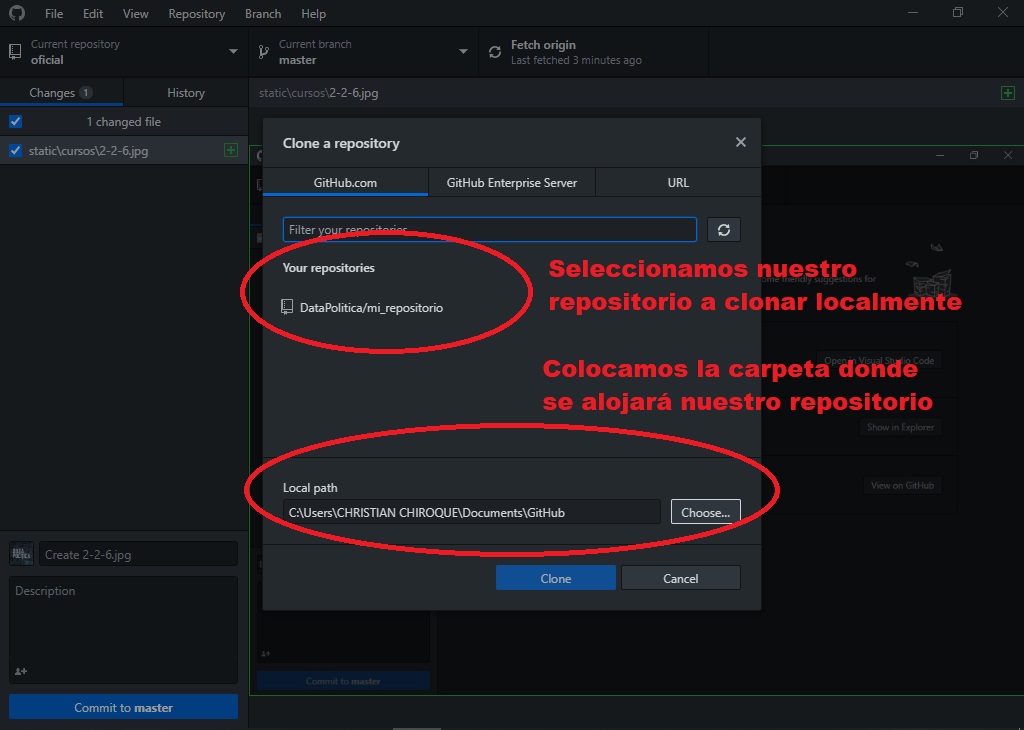 File Edit View Repository Branch Help
Current repository
oficial
Current branch
master
Fetch origin
Last fetched 3 minutes ago
Changes 1
History
static\cursos\2-2-6.jpg
1 changed file
static\cursos\2-2-6.jpg
Clone a repository
GitHub.com
GitHub Enterprise Server
URL
Filter your repositories
Your repositories
DataPolitica/mi_repositorio
Seleccionamos nuestro
repositorio a clonar localmente
friendly suggestions for
Open in Visual Studio Code
Colocamos la carpeta donde
se alojará nuestro repositorio
Show in Explorer
View on GitHub
Local path
C:\Users\CHRISTIAN CHIROQUE\Documents\GitHub
Choose...
Clone
Cancel
Create 2-2-6.jpg
Description
Commit to master
Commit to master